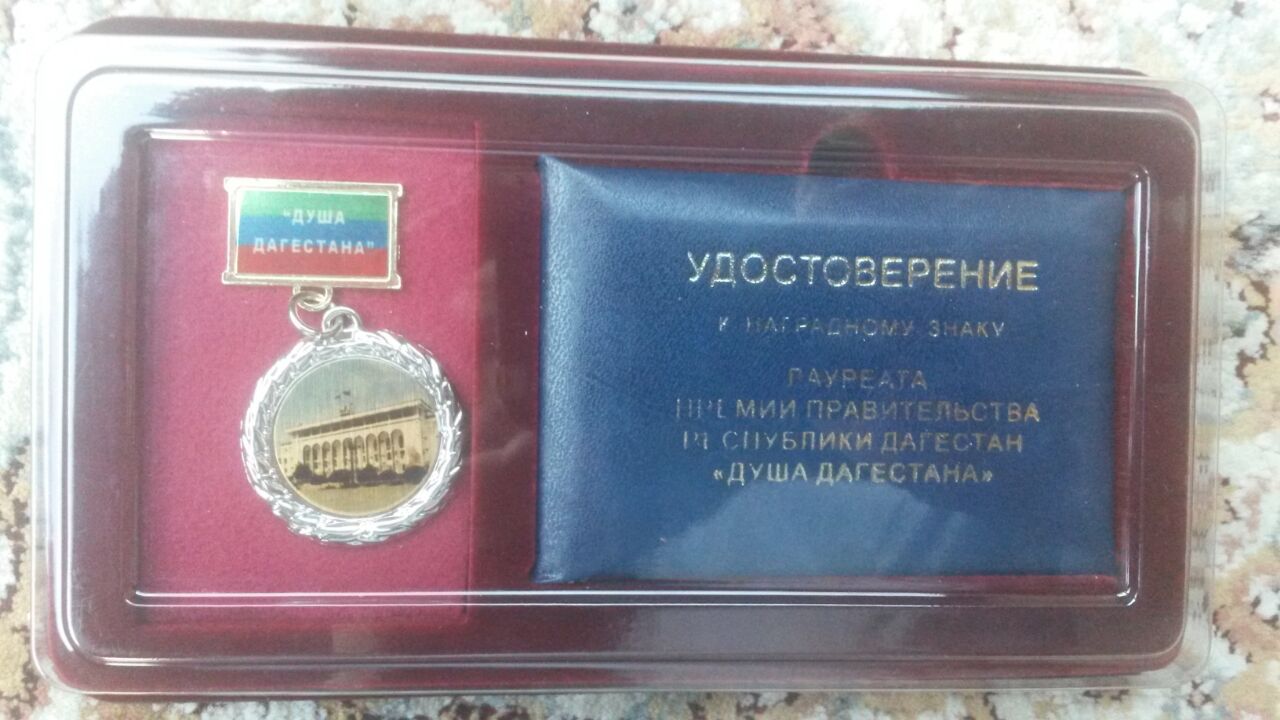 "ДУША
ДАГЕСТАНА"
УДОСТОВЕРЕНИЕ
К НАГРАДНОМУ ЗНАКУ
ЛАУРЕАТА
ПРЕМИИ ПРАВИТЕЛЬСТВА
РЕСПУБЛИКИ ДАГЕСТАН
«ДУША ДАГЕСТАНА»